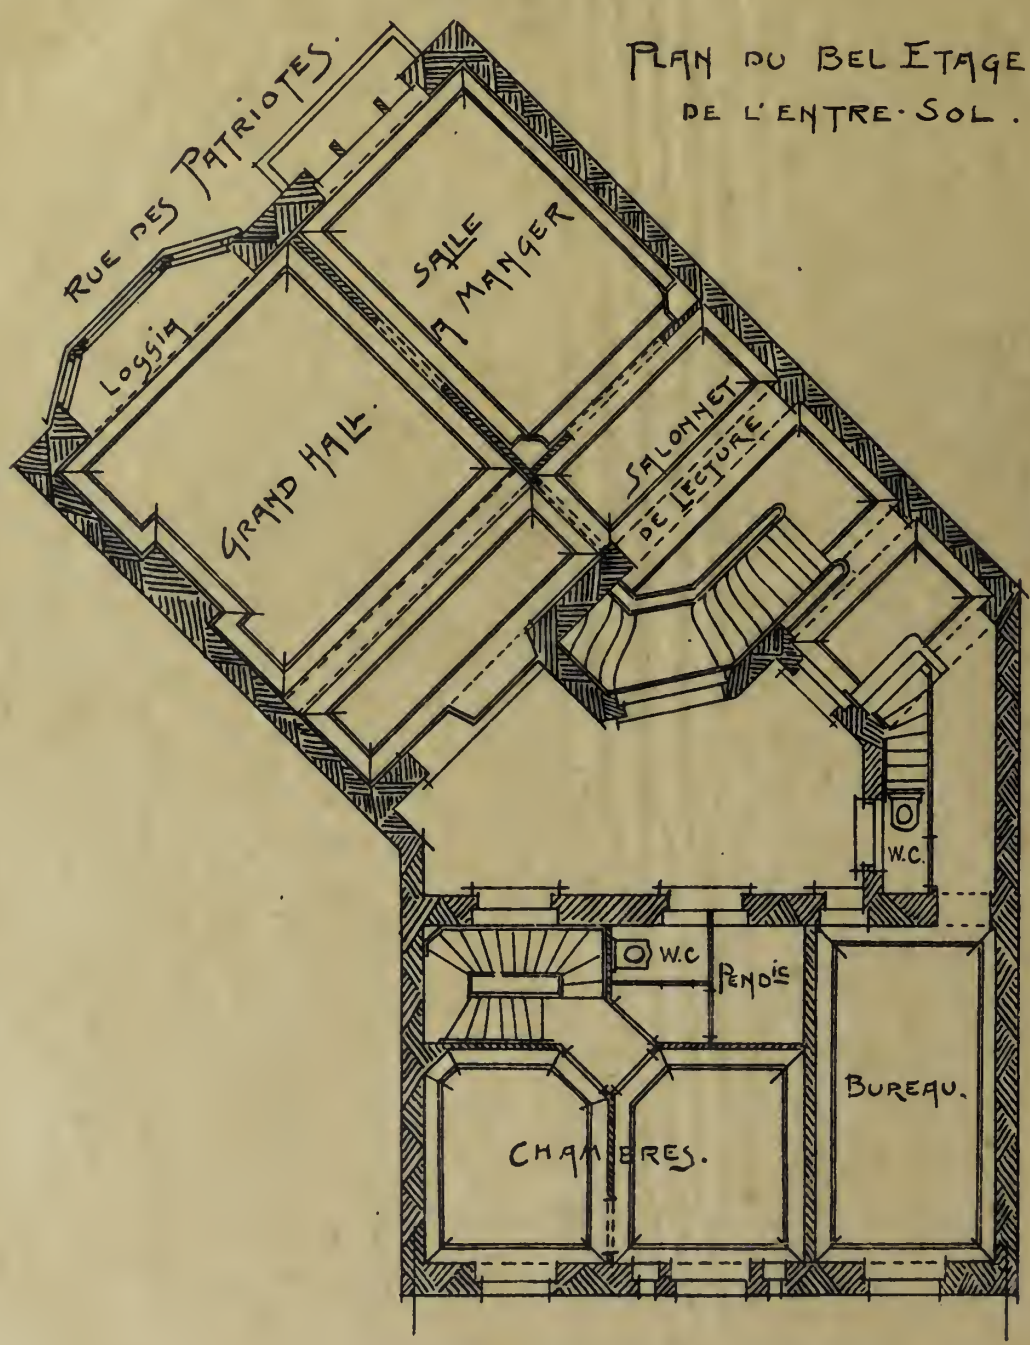 PLAN DU BEL ETAGE
DE L'ENTRE-SOL.
RUE DES PATRIOTES.
SALLE
A MANGER
LOGGIA
GRAND HALL.
SALONNET
DE LECTURE
W.C.
W.C
PENDIE
BUREAU.
CHAMBRES.